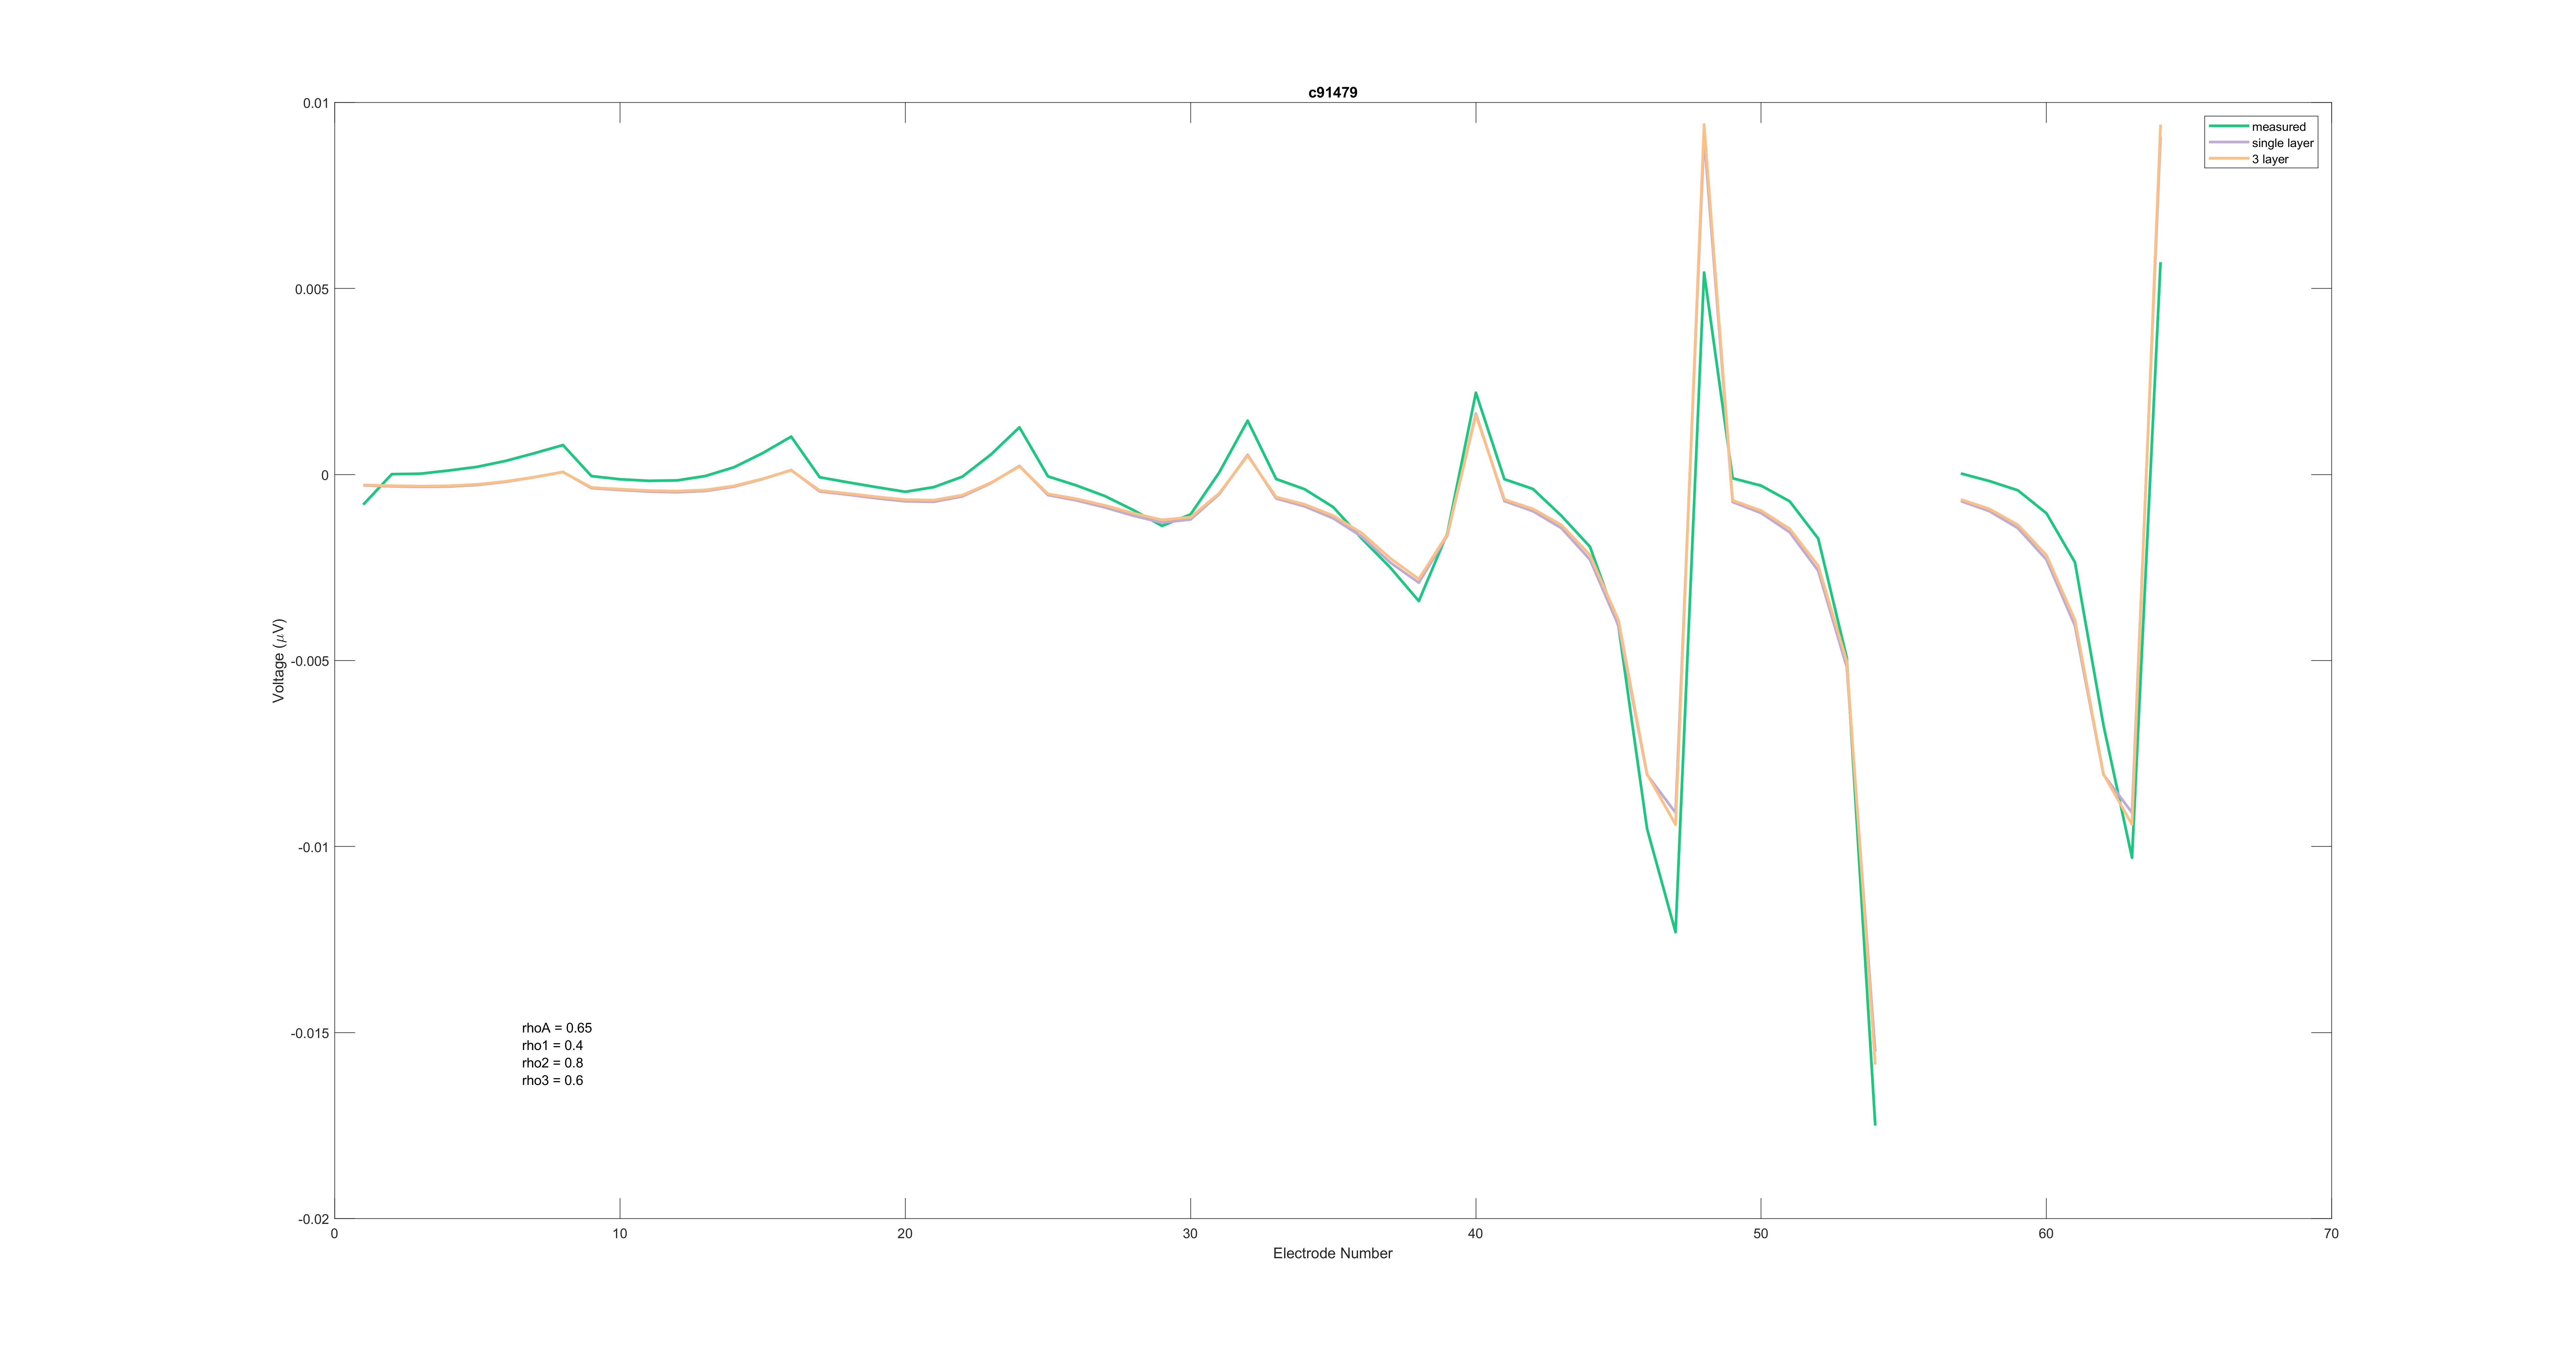 c91479
0.01
0.005
0
-0.005
-0.01
-0.015
-0.02
Voltage (μV)
measured
single layer
3 layer
rhoA = 0.65
rho1 = 0.4
rho2 = 0.8
rho3 = 0.6
0 10 20 30 40 50 60 70
Electrode Number